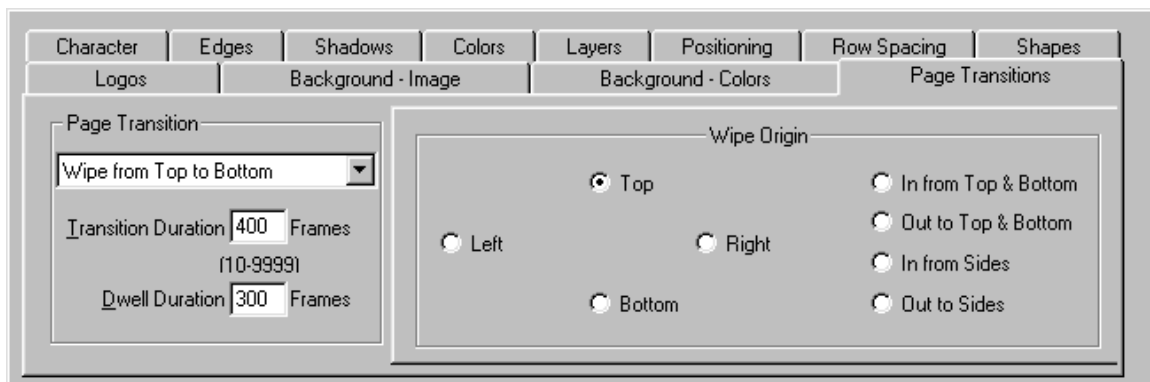 Character Edges Shadows Colors Layers Positioning Row Spacing Shapes
Logos Background - Image Background - Colors Page Transitions
Page Transition
Wipe from Top to Bottom
Transition Duration 400 Frames
(10-9999)
Dwell Duration 300 Frames
Wipe Origin
Top
Left
Right
Bottom
In from Top & Bottom
Out to Top & Bottom
In from Sides
Out to Sides